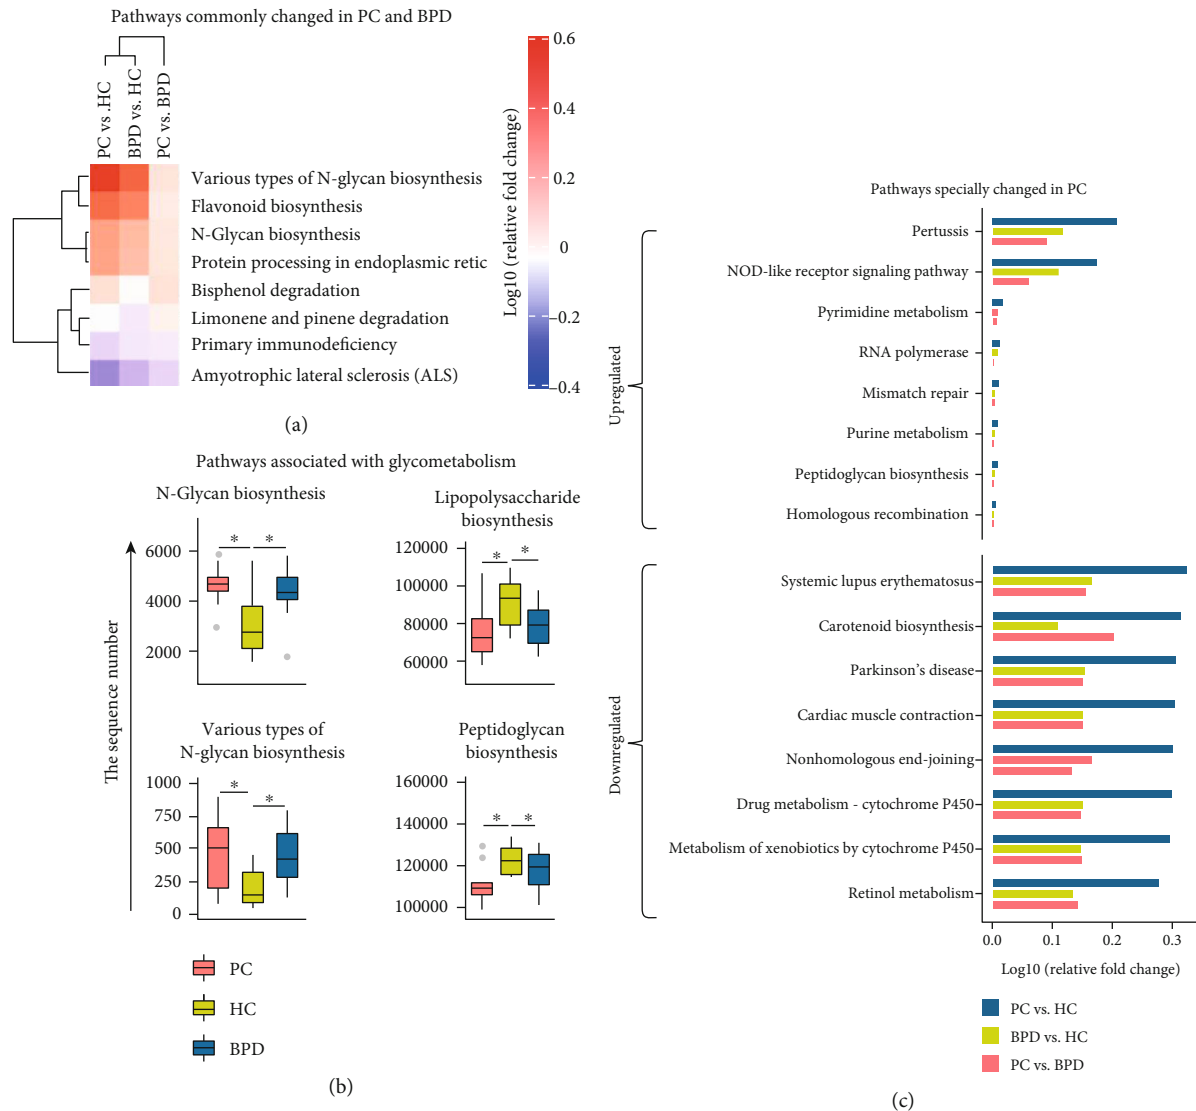 Pathways commonly changed in PC and BPD
PC vs .HC
BPD vs. HC
PC vs. BPD
Various types of N-glycan biosynthesis
Flavonoid biosynthesis
N-Glycan biosynthesis
Protein processing in endoplasmic retic
Bisphenol degradation
Limonene and pinene degradation
Primary immunodeficiency
Amyotrophic lateral sclerosis (ALS)
Log10 (relative fold change)
0.6
0.4
0.2
0
–0.2
–0.4
(a)
Pathways associated with glycometabolism
The sequence number
N-Glycan biosynthesis
6000
4000
2000
* *
Lipopolysaccharide
biosynthesis
120000
100000
80000
60000
* *
Various types of
N-glycan biosynthesis
1000
750
500
250
0
* *
Peptidoglycan
biosynthesis
160000
140000
120000
100000
* *
PC
HC
BPD
(b)
Pathways specially changed in PC
Upregulated
Pertussis
NOD-like receptor signaling pathway
Pyrimidine metabolism
RNA polymerase
Mismatch repair
Purine metabolism
Peptidoglycan biosynthesis
Homologous recombination
Downregulated
Systemic lupus erythematosus
Carotenoid biosynthesis
Parkinson's disease
Cardiac muscle contraction
Nonhomologous end-joining
Drug metabolism - cytochrome P450
Metabolism of xenobiotics by cytochrome P450
Retinol metabolism
0.0 0.1 0.2 0.3
Log10 (relative fold change)
PC vs. HC
BPD vs. HC
PC vs. BPD
(c)